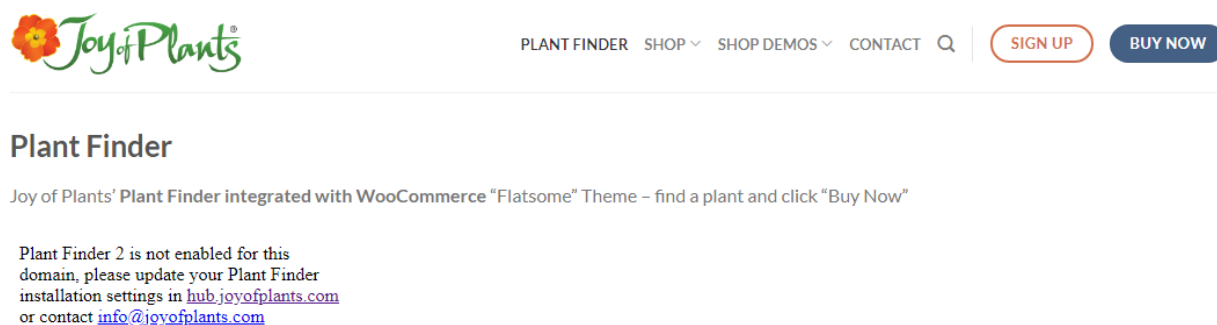 Joy of Plants®
PLANT FINDER SHOP SHOP DEMOS CONTACT SIGN UP BUY NOW
Plant Finder
Joy of Plants’ Plant Finder integrated with WooCommerce “Flatsome” Theme – find a plant and click “Buy Now”
Plant Finder 2 is not enabled for this
domain, please update your Plant Finder
installation settings in hub.joyofplants.com
or contact info@joyofplants.com